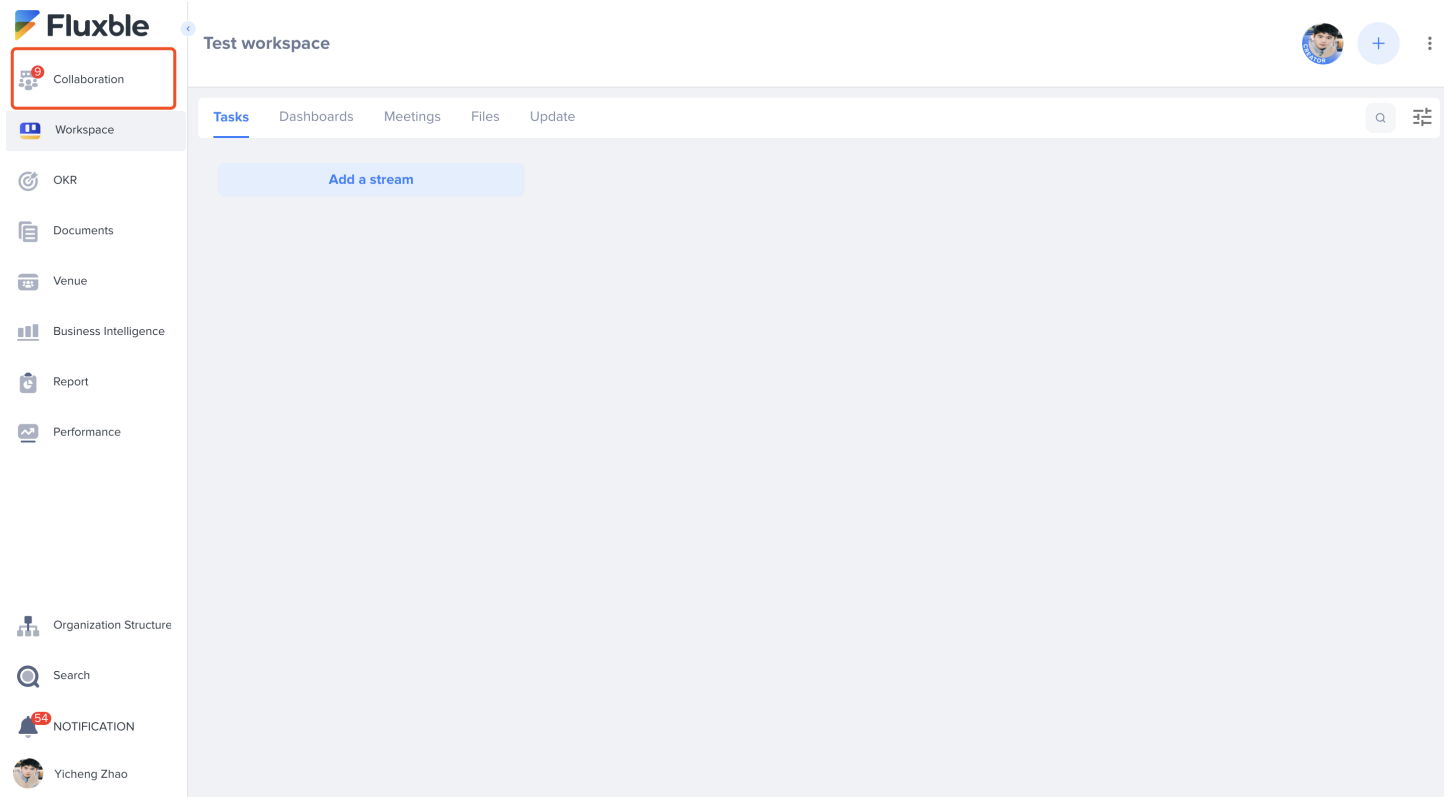 Fluxble
9
Collaboration
Workspace
OKR
Documents
Venue
Business Intelligence
Report
Performance
Organization Structure
Search
54
NOTIFICATION
Yicheng Zhao
Test workspace
CREATOR
Tasks Dashboards Meetings Files Update
Add a stream